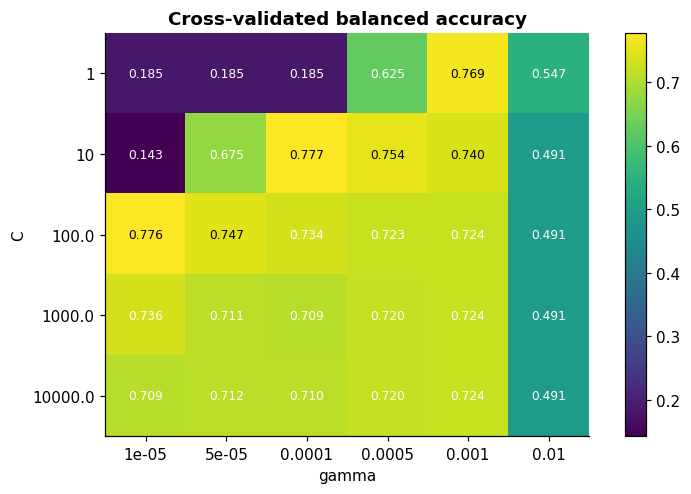 Cross-validated balanced accuracy
1 0.185 0.185 0.185 0.625 0.769 0.547
10 0.143 0.675 0.777 0.754 0.740 0.491
100.0 0.776 0.747 0.734 0.723 0.724 0.491
1000.0 0.736 0.711 0.709 0.720 0.724 0.491
10000.0 0.709 0.712 0.710 0.720 0.724 0.491
C
1e-05 5e-05 0.0001 0.0005 0.001 0.01
gamma
0.7
0.6
0.5
0.4
0.3
0.2